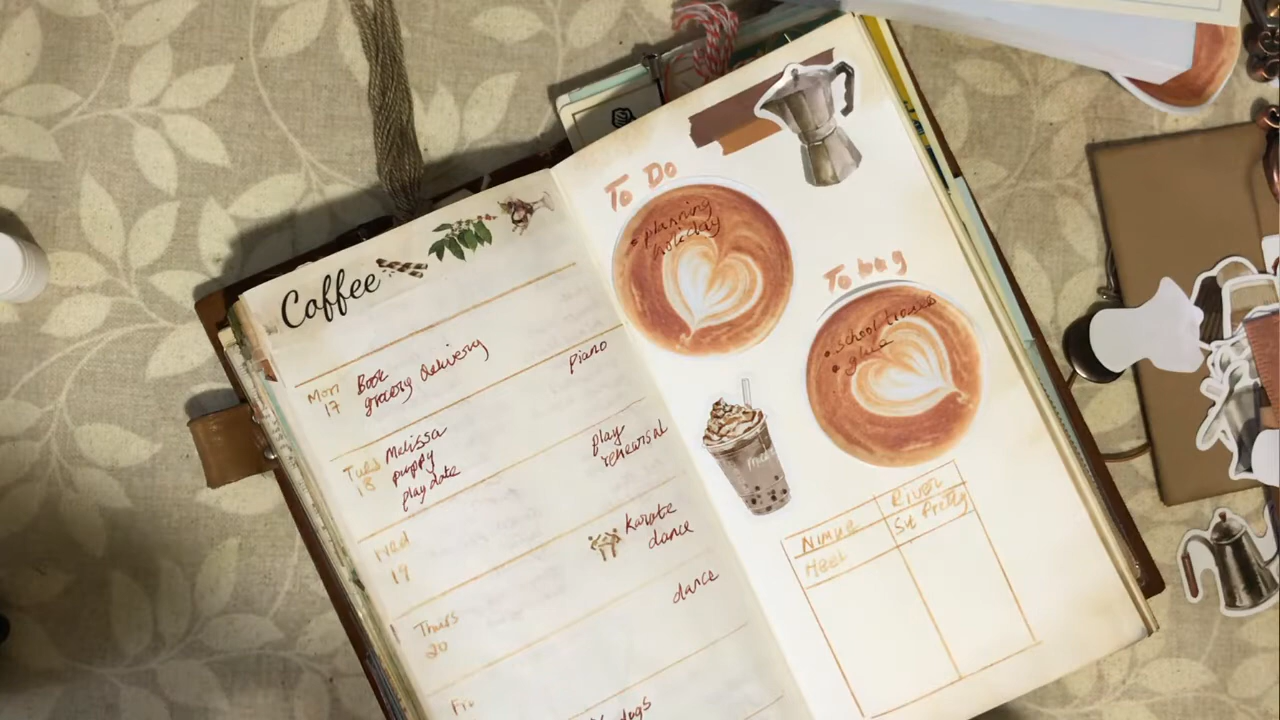 Coffee
Mon
17
Book
grocery delivery
piano
Tues
18
Melissa
puppy
play date
play
rehearsal
Wed
19
karate
dance
Thurs
20
dance
Fri
dogs
To Do
• planning
holiday
To buy
• school trousers
• glue
Nimue River
Heel Sit Pretty